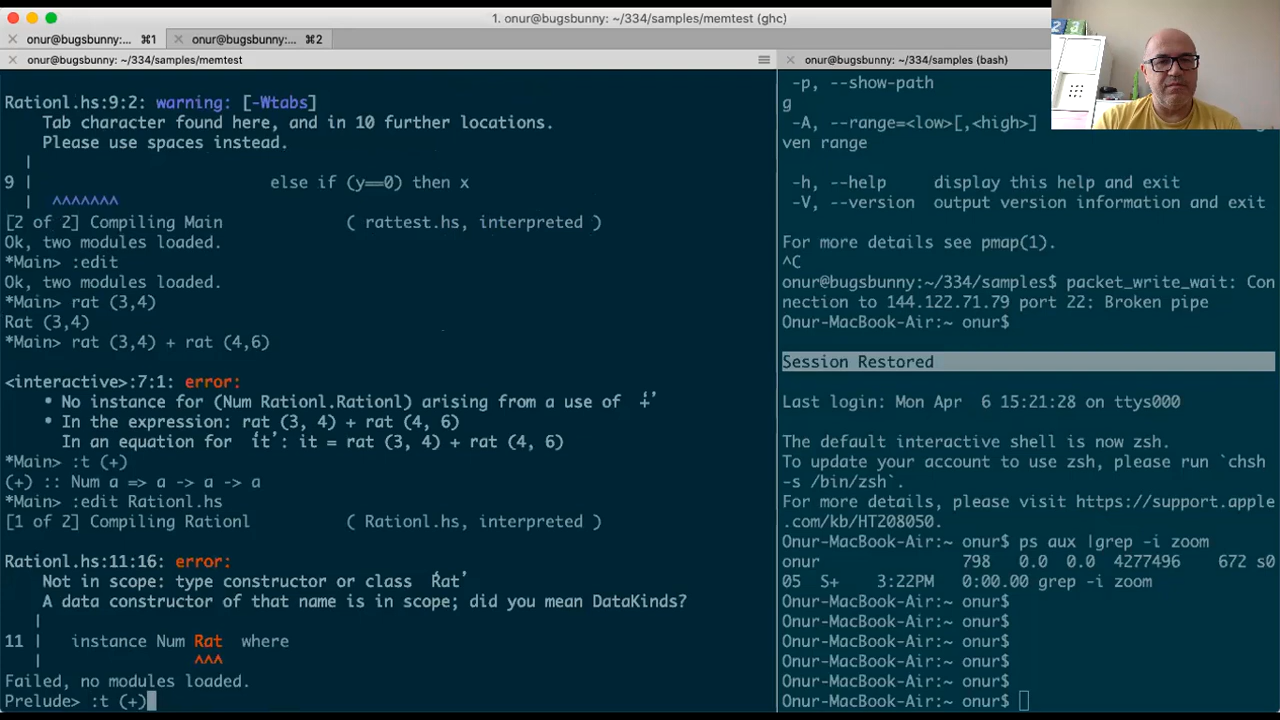 1. onur@bugsbunny: ~/334/samples/memtest (ghc)
onur@bugsbunny:... ⌘1
onur@bugsbunny:... ⌘2
onur@bugsbunny: ~/334/samples/memtest
Rationl.hs:9:2: warning: [-Wtabs]
Tab character found here, and in 10 further locations.
Please use spaces instead.
|
9 | else if (y==0) then x
| ^^^^^^^
[2 of 2] Compiling Main ( rattest.hs, interpreted )
Ok, two modules loaded.
*Main> :edit
Ok, two modules loaded.
*Main> rat (3,4)
Rat (3,4)
*Main> rat (3,4) + rat (4,6)
<interactive>:7:1: error:
• No instance for (Num Rationl.Rationl) arising from a use of ‘+’
• In the expression: rat (3, 4) + rat (4, 6)
In an equation for ‘it’: it = rat (3, 4) + rat (4, 6)
*Main> :t (+)
(+) :: Num a => a -> a -> a
*Main> :edit Rationl.hs
[1 of 2] Compiling Rationl ( Rationl.hs, interpreted )
Rationl.hs:11:16: error:
Not in scope: type constructor or class ‘Rat’
A data constructor of that name is in scope; did you mean DataKinds?
|
11 | instance Num Rat where
| ^^^
Failed, no modules loaded.
Prelude> :t (+)
onur@bugsbunny: ~/334/samples (bash)
-p, --show-path
g
-A, --range=<low>[,<high>]
ven range
-h, --help display this help and exit
-V, --version output version information and exit
For more details see pmap(1).
^C
onur@bugsbunny:~/334/samples$ packet_write_wait: Con
nection to 144.122.71.79 port 22: Broken pipe
Onur-MacBook-Air:~ onur$
Session Restored
Last login: Mon Apr  6 15:21:28 on ttys000
The default interactive shell is now zsh.
To update your account to use zsh, please run `chsh
-s /bin/zsh`.
For more details, please visit https://support.apple
.com/kb/HT208050.
Onur-MacBook-Air:~ onur$ ps aux |grep -i zoom
onur 798 0.0 0.0 4277496 672 s0
05 S+ 3:22PM 0:00.00 grep -i zoom
Onur-MacBook-Air:~ onur$
Onur-MacBook-Air:~ onur$
Onur-MacBook-Air:~ onur$
Onur-MacBook-Air:~ onur$
Onur-MacBook-Air:~ onur$
Onur-MacBook-Air:~ onur$